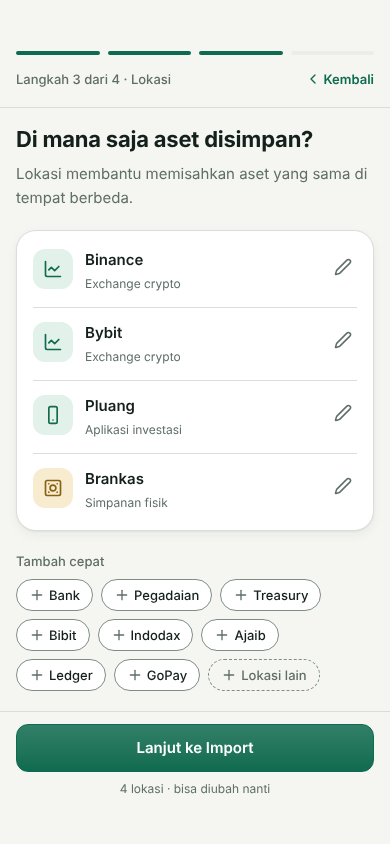 Langkah 3 dari 4 · Lokasi
Kembali
Di mana saja aset disimpan?
Lokasi membantu memisahkan aset yang sama di
tempat berbeda.
Binance
Exchange crypto
Bybit
Exchange crypto
Pluang
Aplikasi investasi
Brankas
Simpanan fisik
Tambah cepat
+ Bank
+ Pegadaian
+ Treasury
+ Bibit
+ Indodax
+ Ajaib
+ Ledger
+ GoPay
+ Lokasi lain
Lanjut ke Import
4 lokasi · bisa diubah nanti